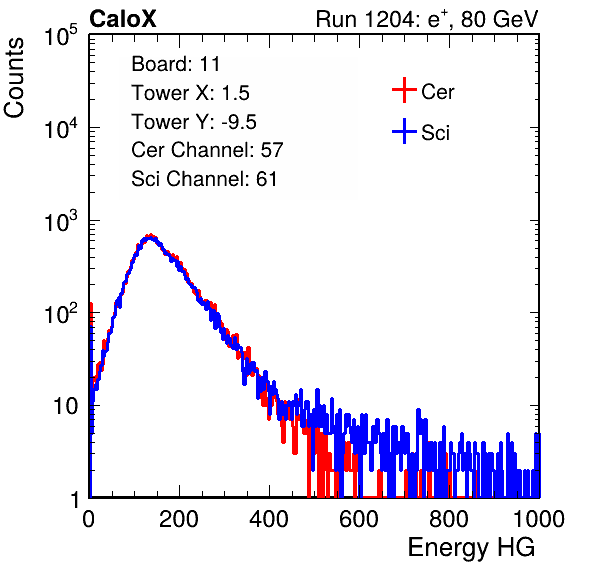 CaloX Run 1204: e⁺, 80 GeV
Counts
Board: 11
Tower X: 1.5
Tower Y: -9.5
Cer Channel: 57
Sci Channel: 61
Cer
Sci
10⁵
10⁴
10³
10²
10
1
0 200 400 600 800 1000
Energy HG